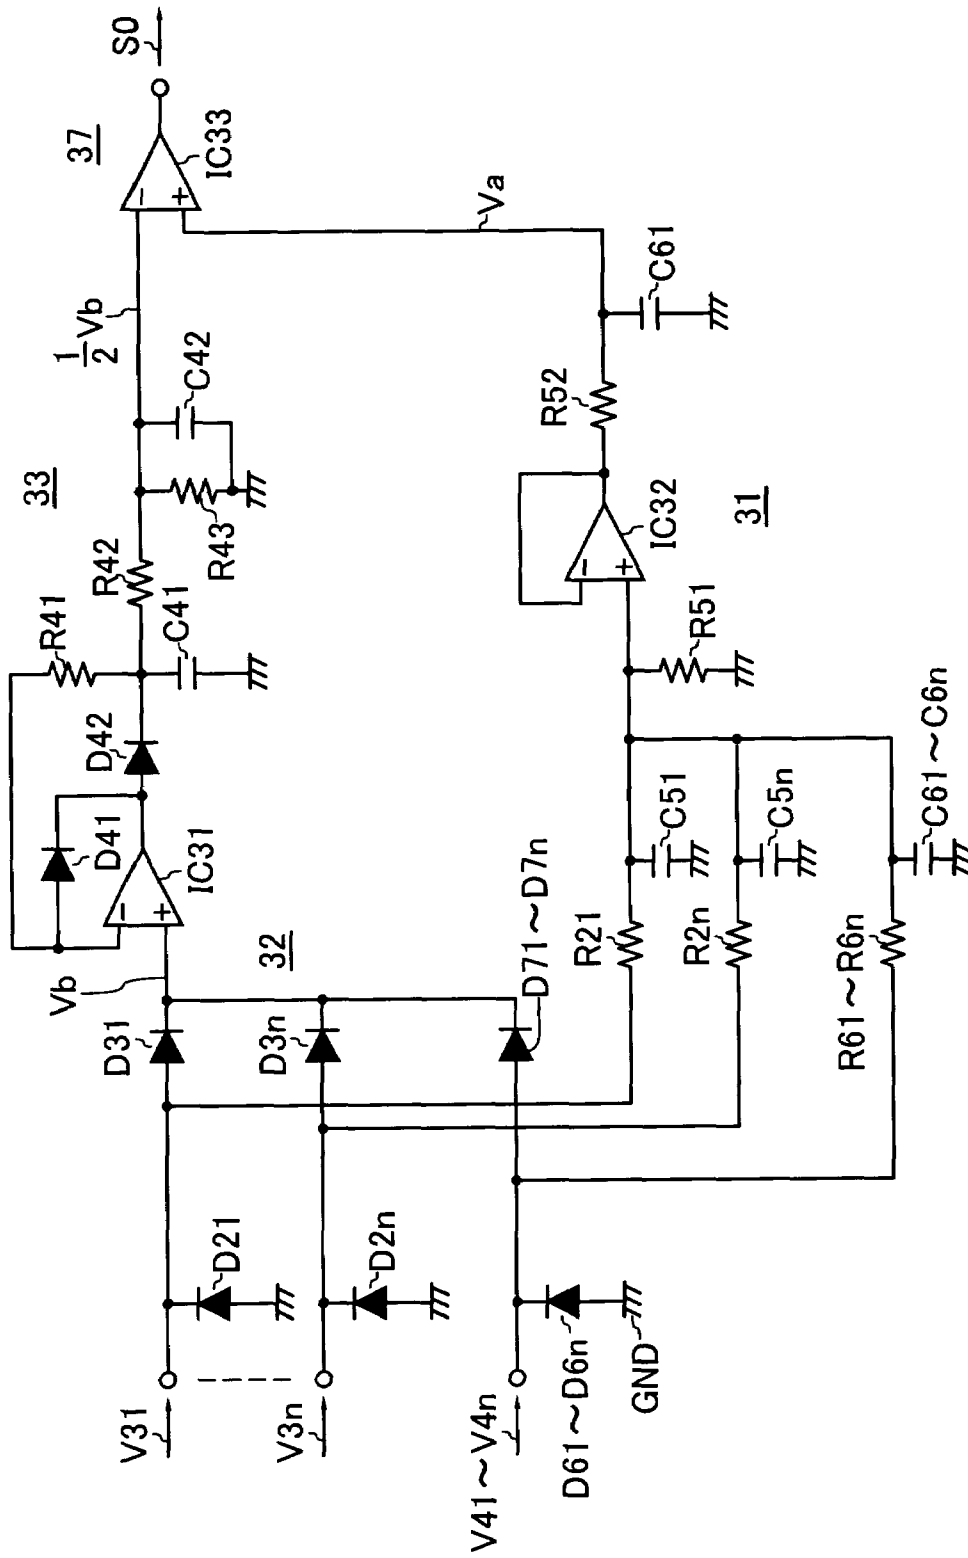 V31
V3n
V41~V4n
D21
D2n
D61~D6n
GND
Vb
D31
D3n
32
D71~D7n
D41
IC31
D42
R41
C41
R42
33
R43
C42
1/2 Vb
37
IC33
S0
Va
R21
C51
R2n
C5n
R61~R6n
C61~C6n
R51
IC32
31
R52
C61